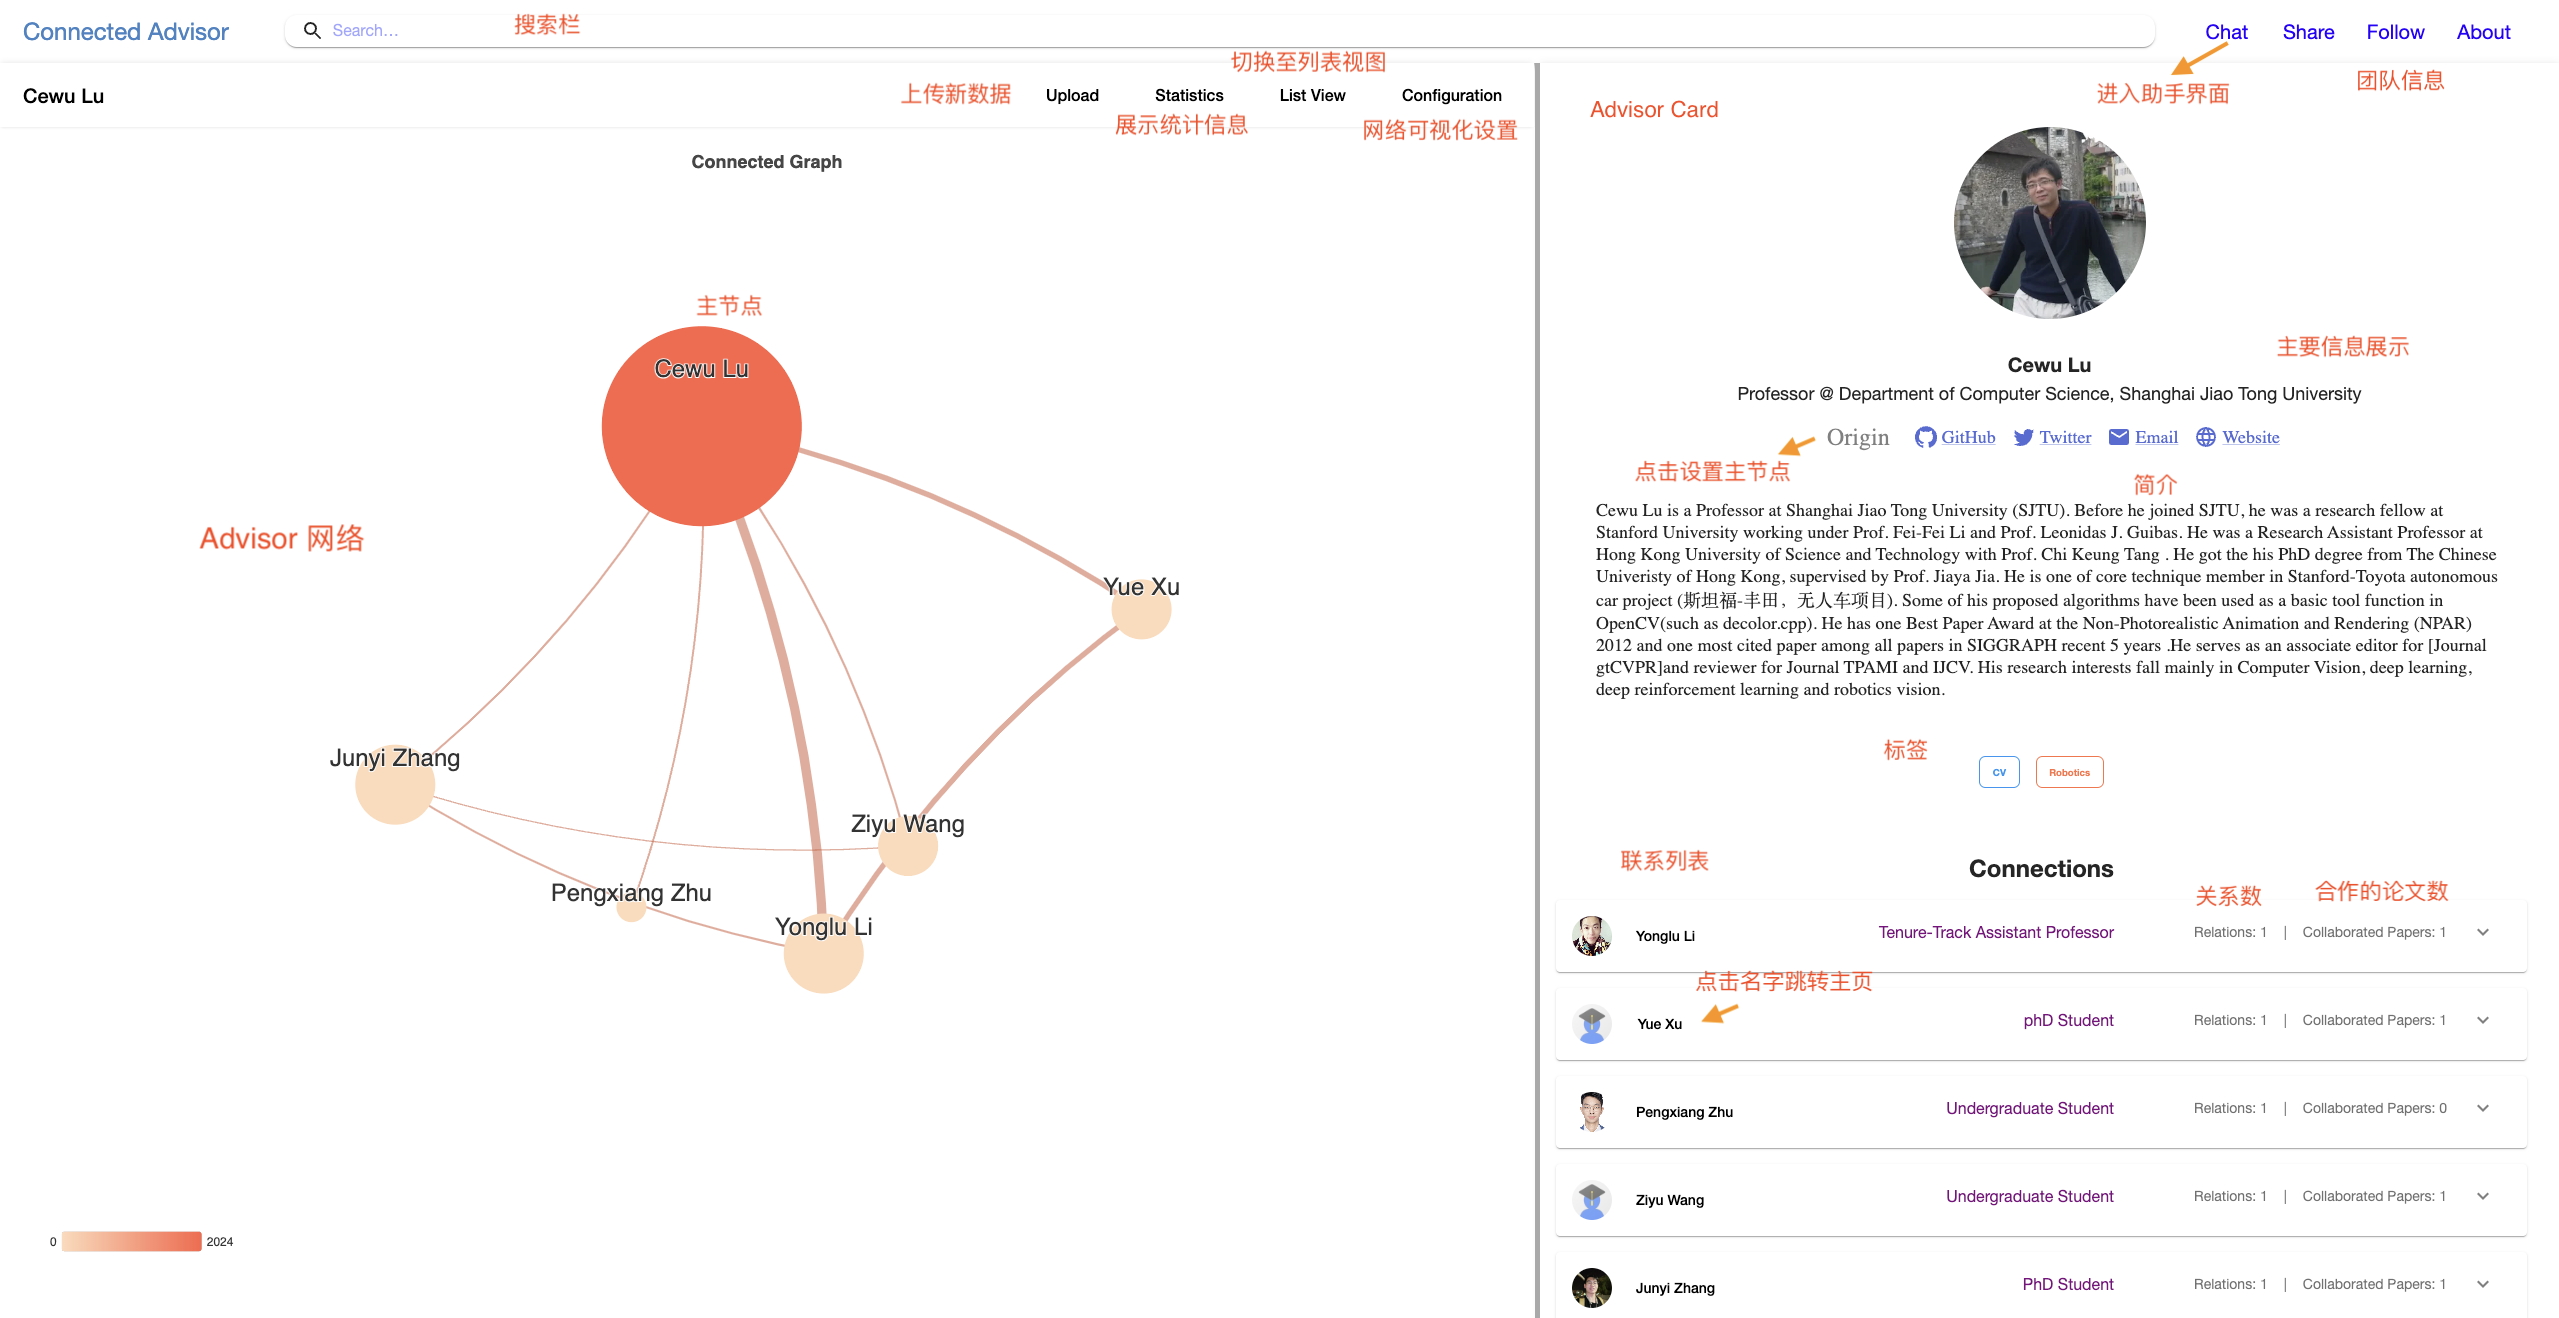 Connected Advisor
Search...
搜索栏
Chat
Share
Follow
About
进入助手界面
团队信息
Cewu Lu
上传新数据
Upload
Statistics
List View
Configuration
切换至列表视图
展示统计信息
网络可视化设置
Connected Graph
主节点
Cewu Lu
Yue Xu
Advisor 网络
Junyi Zhang
Ziyu Wang
Pengxiang Zhu
Yonglu Li
0
2024
Advisor Card
主要信息展示
Cewu Lu
Professor @ Department of Computer Science, Shanghai Jiao Tong University
Origin
GitHub
Twitter
Email
Website
点击设置主节点
简介
Cewu Lu is a Professor at Shanghai Jiao Tong University (SJTU). Before he joined SJTU, he was a research fellow at
Stanford University working under Prof. Fei-Fei Li and Prof. Leonidas J. Guibas. He was a Research Assistant Professor at
Hong Kong University of Science and Technology with Prof. Chi Keung Tang . He got the his PhD degree from The Chinese
Univeristy of Hong Kong, supervised by Prof. Jiaya Jia. He is one of core technique member in Stanford-Toyota autonomous
car project (斯坦福-丰田，无人车项目). Some of his proposed algorithms have been used as a basic tool function in
OpenCV(such as decolor.cpp). He has one Best Paper Award at the Non-Photorealistic Animation and Rendering (NPAR)
2012 and one most cited paper among all papers in SIGGRAPH recent 5 years .He serves as an associate editor for [Journal
gtCVPR]and reviewer for Journal TPAMI and IJCV. His research interests fall mainly in Computer Vision, deep learning,
deep reinforcement learning and robotics vision.
标签
CV
Robotics
联系列表
Connections
关系数
合作的论文数
Yonglu Li
Tenure-Track Assistant Professor
Relations: 1 | Collaborated Papers: 1
点击名字跳转主页
Yue Xu
phD Student
Relations: 1 | Collaborated Papers: 1
Pengxiang Zhu
Undergraduate Student
Relations: 1 | Collaborated Papers: 0
Ziyu Wang
Undergraduate Student
Relations: 1 | Collaborated Papers: 1
Junyi Zhang
PhD Student
Relations: 1 | Collaborated Papers: 1